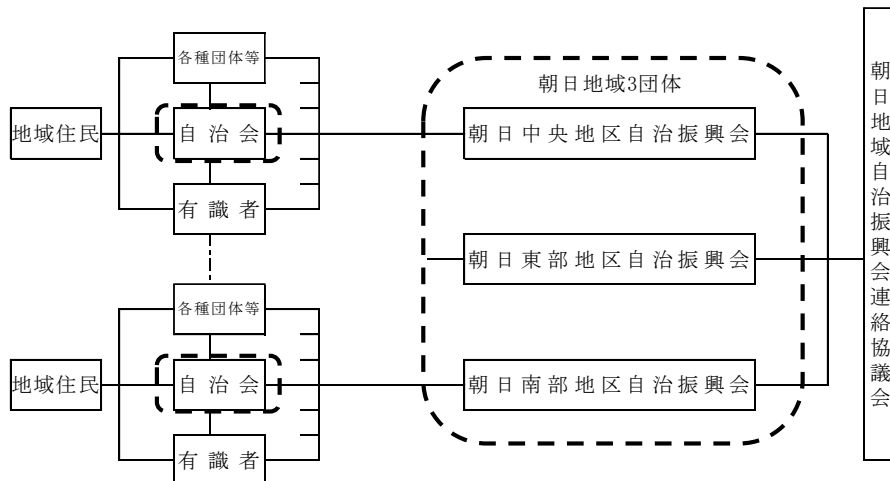 各種団体等
地域住民
自治会
有識者
各種団体等
地域住民
自治会
有識者
朝日地域3団体
朝日中央地区自治振興会
朝日東部地区自治振興会
朝日南部地区自治振興会
朝日地域自治振興会連絡協議会